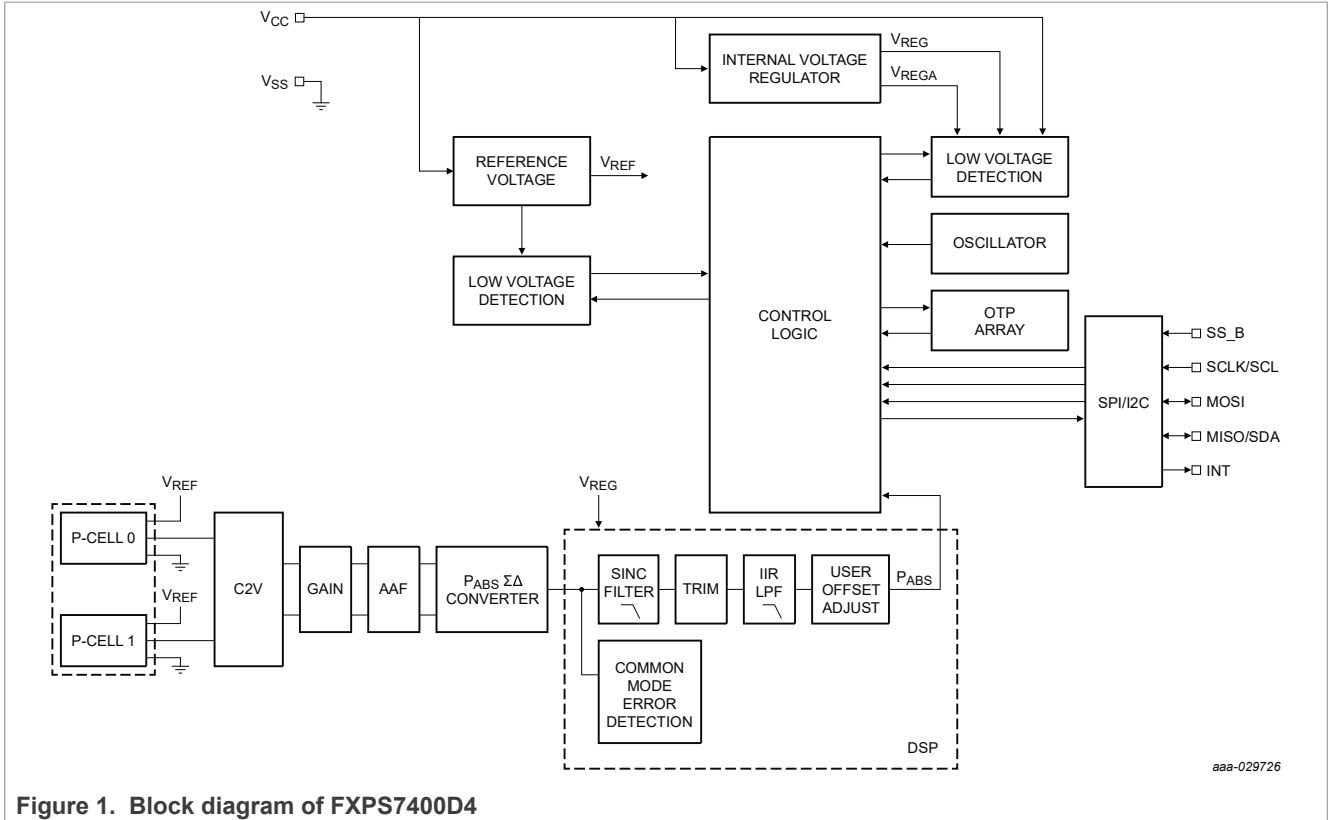 VCC
VSS
INTERNAL VOLTAGE
REGULATOR
VREG
VREGA
REFERENCE
VOLTAGE
VREF
LOW VOLTAGE
DETECTION
LOW VOLTAGE
DETECTION
CONTROL
LOGIC
OSCILLATOR
OTP
ARRAY
SPI/I2C
SS_B
SCLK/SCL
MOSI
MISO/SDA
INT
VREF
P-CELL 0
VREF
P-CELL 1
C2V
GAIN
AAF
PABS ΣΔ
CONVERTER
VREG
SINC
FILTER
TRIM
IIR
LPF
USER
OFFSET
ADJUST
PABS
COMMON
MODE
ERROR
DETECTION
DSP
aaa-029726
Figure 1. Block diagram of FXPS7400D4